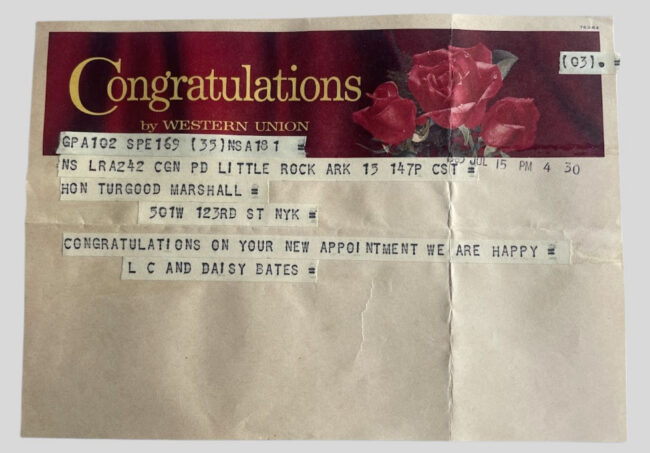 74382
(03). =
Congratulations
by WESTERN UNION
GPA102 SPE169 (35)NSA181
NS LRA242 CGN PD LITTLE ROCK ARK 15 147P CST =
JUL 15 PM 4 30
HON TURGOOD MARSHALL =
501W 123RD ST NYK =
CONGRATULATIONS ON YOUR NEW APPOINTMENT WE ARE HAPPY =
L C AND DAISY BATES =